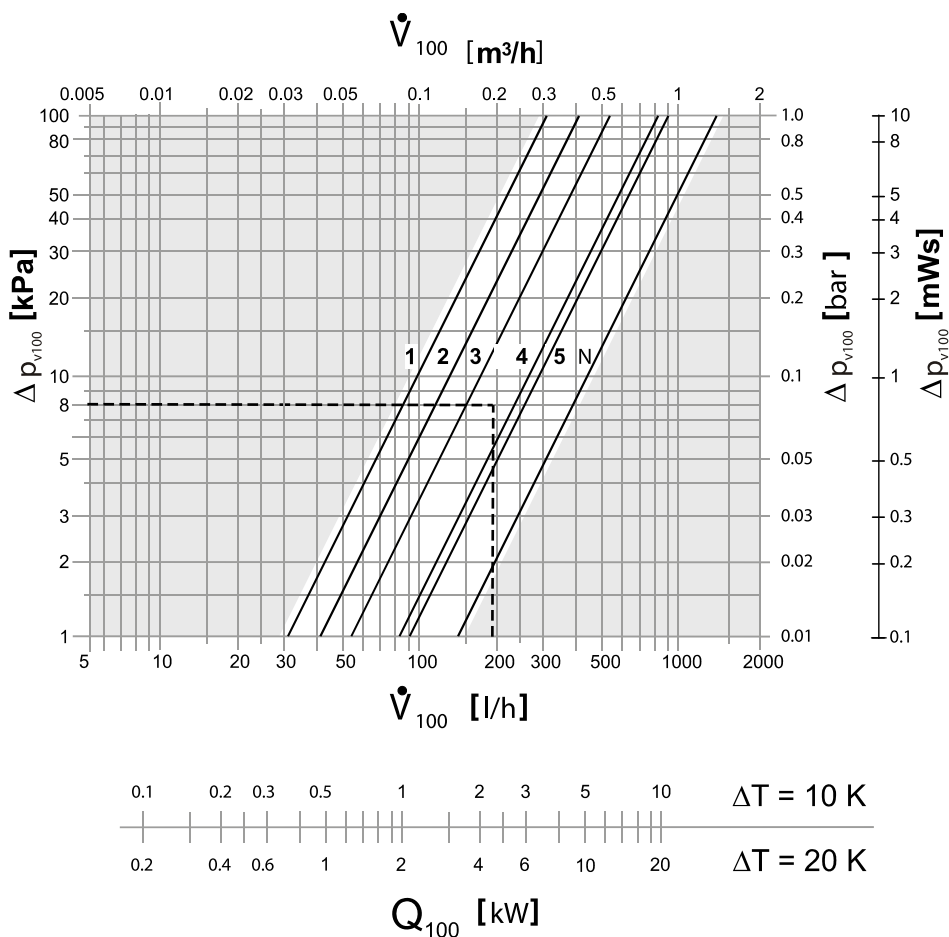 V̇100 [m³/h]
0.005 0.01 0.02 0.03 0.05 0.1 0.2 0.3 0.5 1 2
100 1.0 10
80 0.8 8
50 0.5 5
40 0.4 4
30 0.3 3
20 0.2 2
1 2 3 4 5 N
10 0.1 1
8
5 0.05 0.5
3 0.03 0.3
2 0.02 0.2
1 0.01 0.1
Δpv100 [kPa]
Δpv100 [bar]
Δpv100 [mWs]
5 10 20 30 50 100 200 300 500 1000 2000
V̇100 [l/h]
0.1 0.2 0.3 0.5 1 2 3 5 10 ΔT = 10 K
0.2 0.4 0.6 1 2 4 6 10 20 ΔT = 20 K
Q100 [kW]